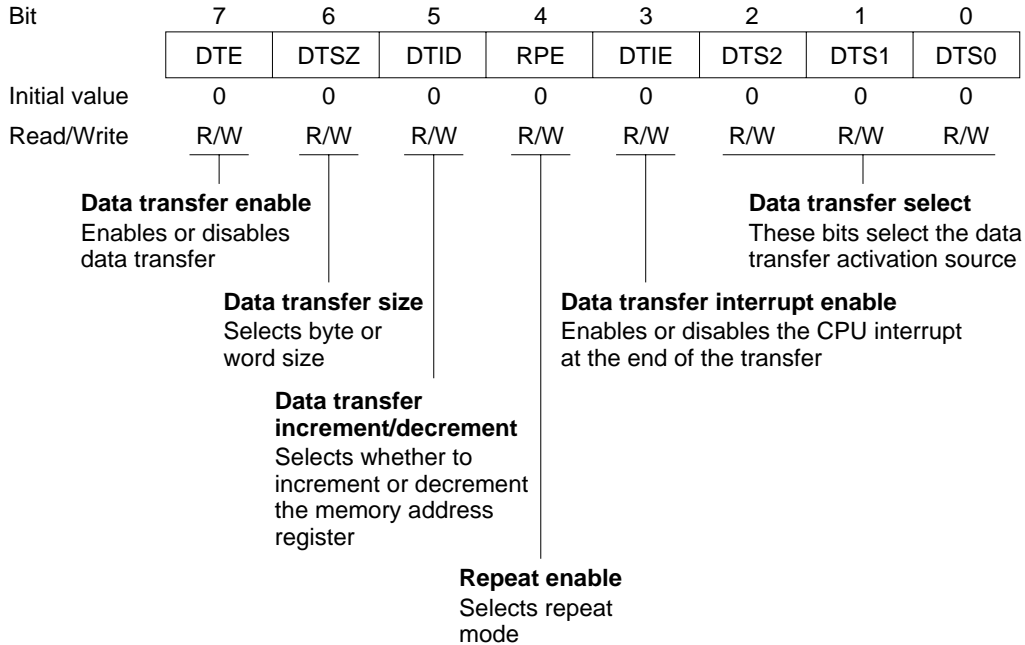 Bit 7 6 5 4 3 2 1 0
DTE DTSZ DTID RPE DTIE DTS2 DTS1 DTS0
Initial value 0 0 0 0 0 0 0 0
Read/Write R/W R/W R/W R/W R/W R/W R/W R/W
Data transfer enable
Enables or disables
data transfer
Data transfer select
These bits select the data
transfer activation source
Data transfer size
Selects byte or
word size
Data transfer interrupt enable
Enables or disables the CPU interrupt
at the end of the transfer
Data transfer
increment/decrement
Selects whether to
increment or decrement
the memory address
register
Repeat enable
Selects repeat
mode